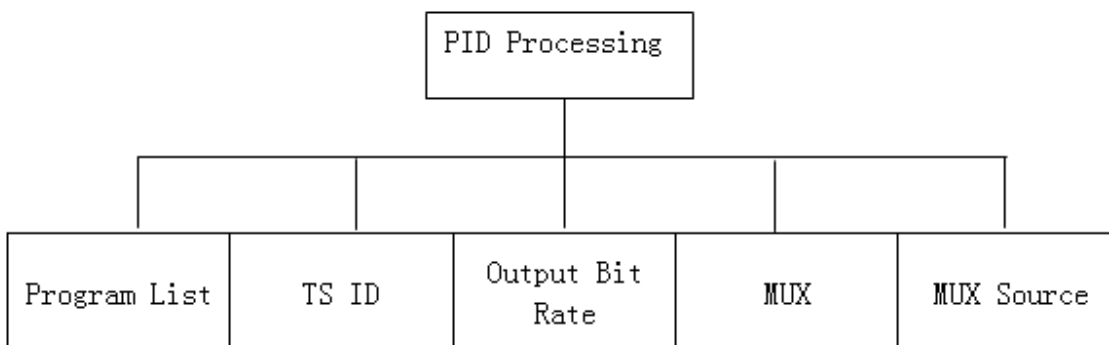 PID Processing
Program List
TS ID
Output Bit
Rate
MUX
MUX Source